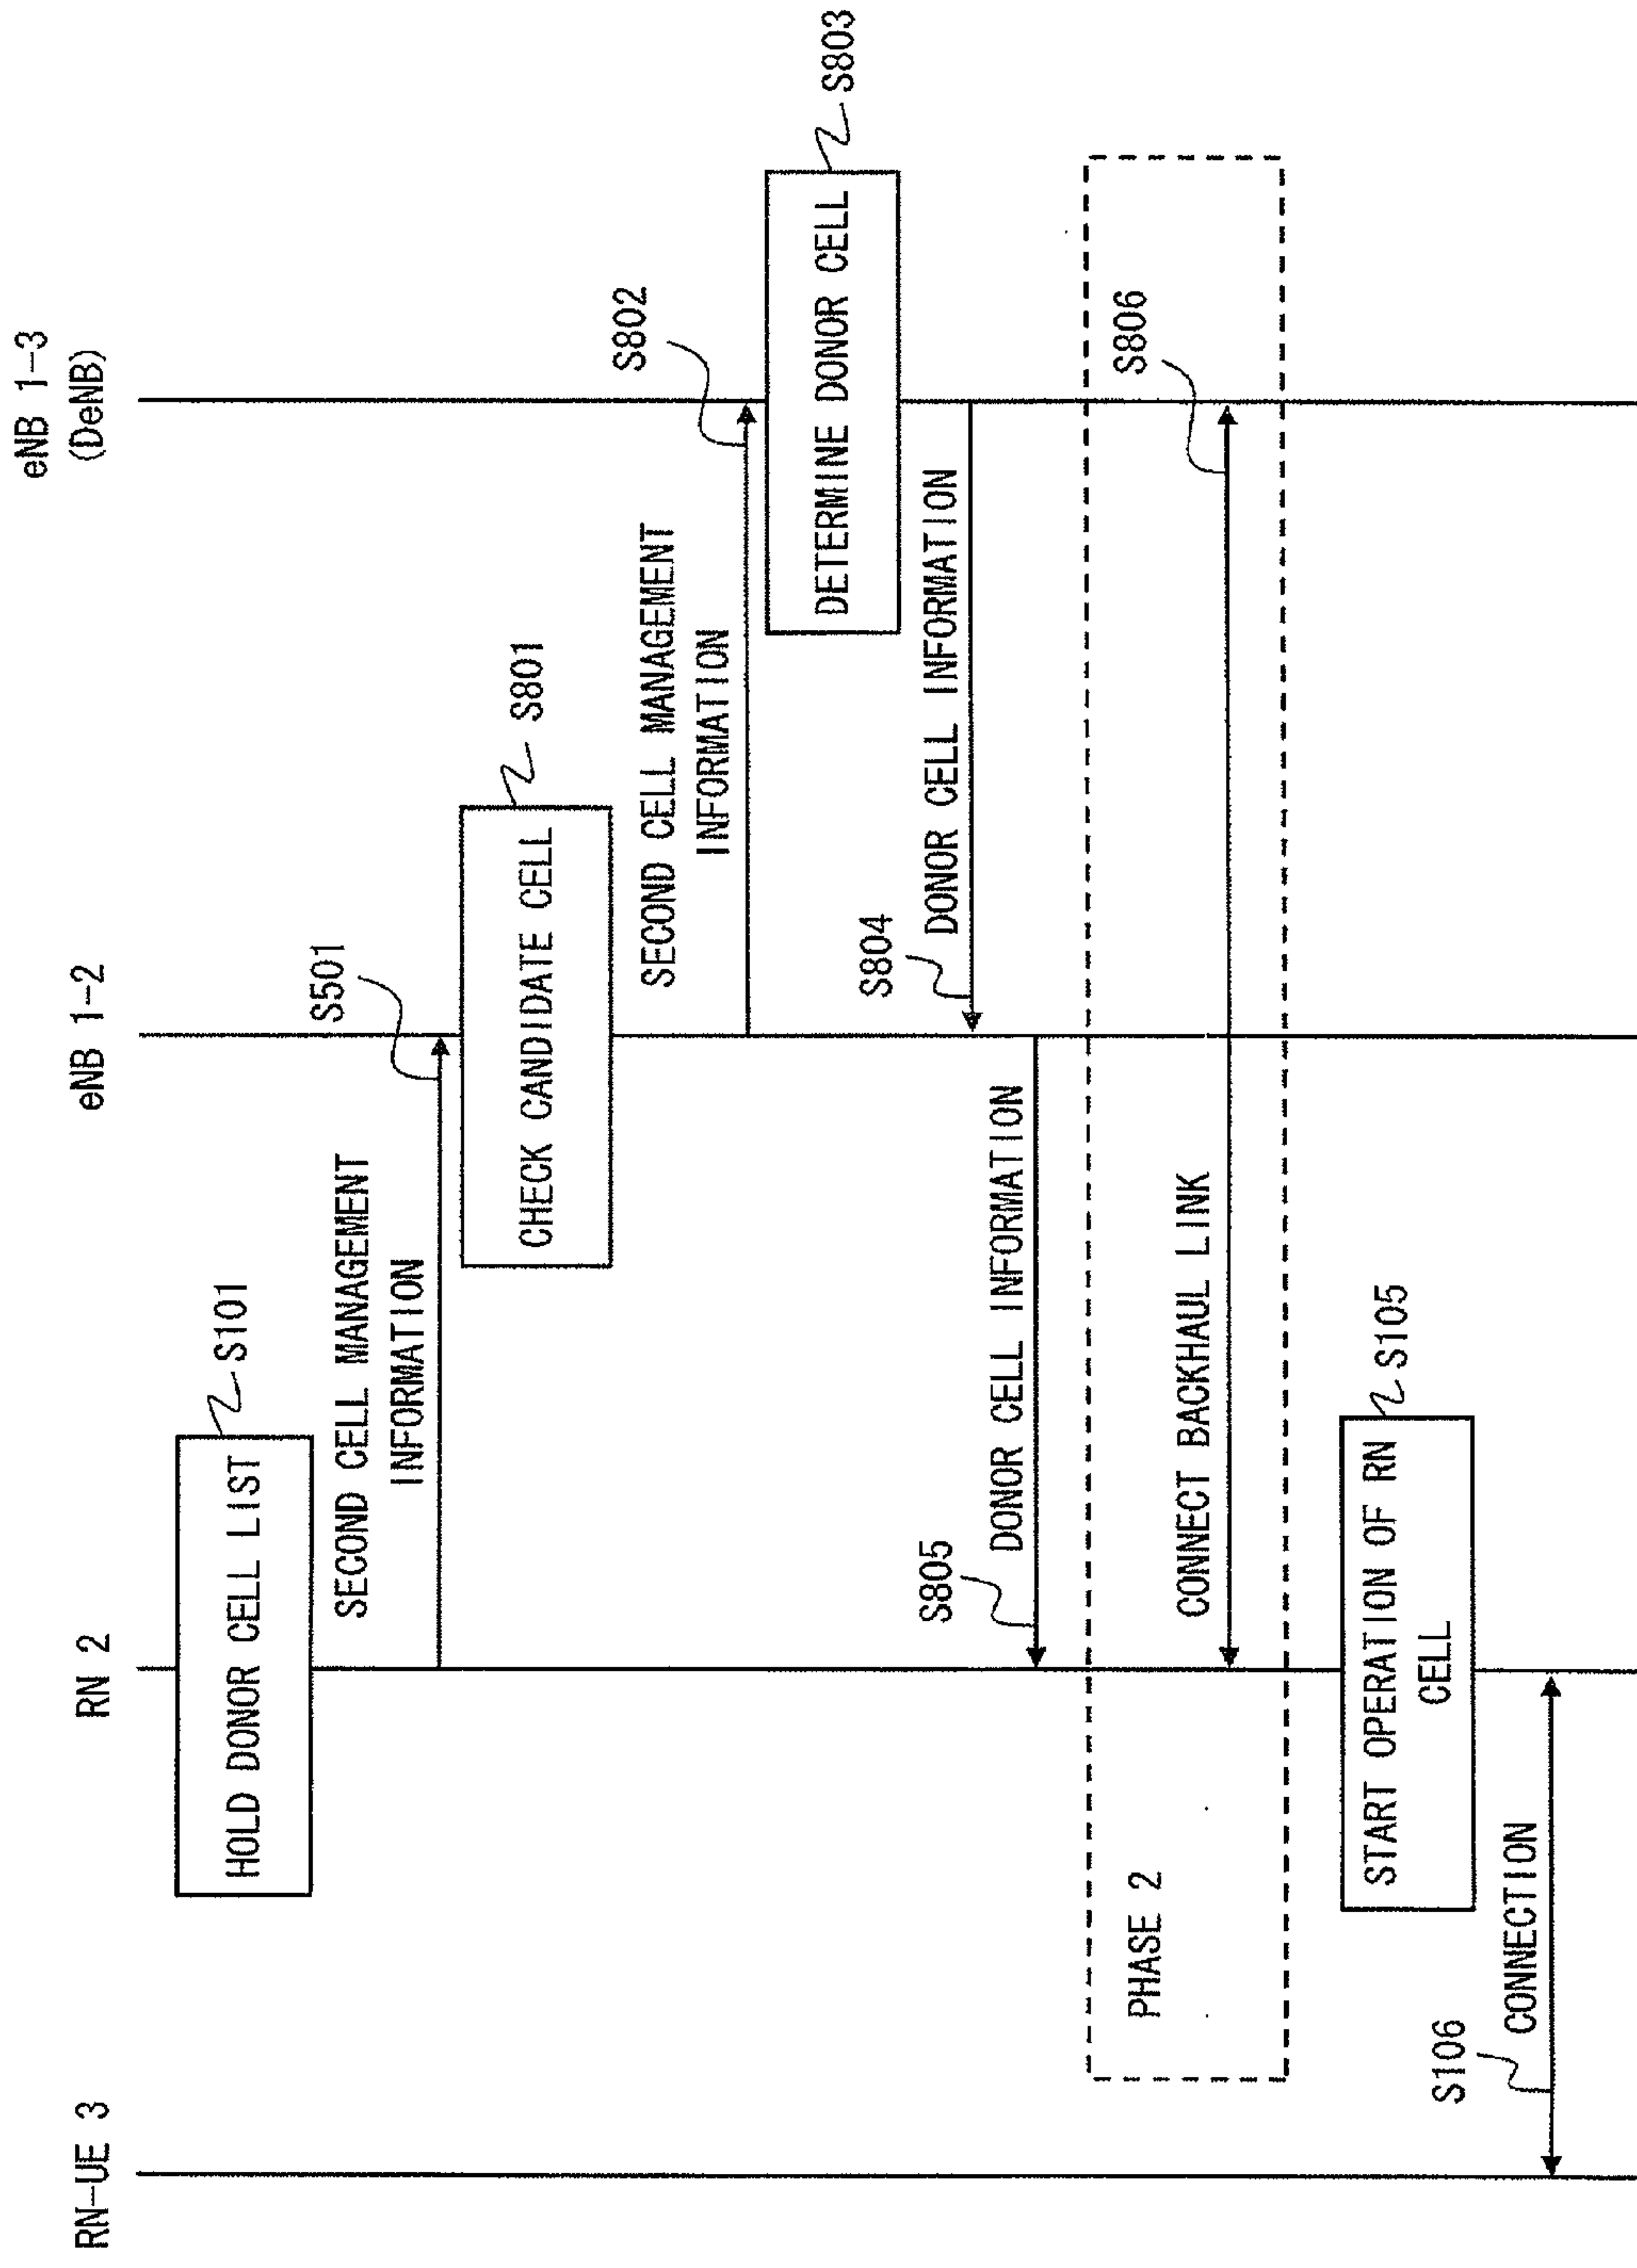 RN-UE 3
RN 2
eNB 1-2
eNB 1-3
(DeNB)
HOLD DONOR CELL LIST
S101
SECOND CELL MANAGEMENT
INFORMATION
S501
CHECK CANDIDATE CELL
S801
SECOND CELL MANAGEMENT
INFORMATION
S802
DETERMINE DONOR CELL
S803
S804
DONOR CELL INFORMATION
S805
DONOR CELL INFORMATION
PHASE 2
CONNECT BACKHAUL LINK
S806
START OPERATION OF RN
CELL
S105
S106
CONNECTION